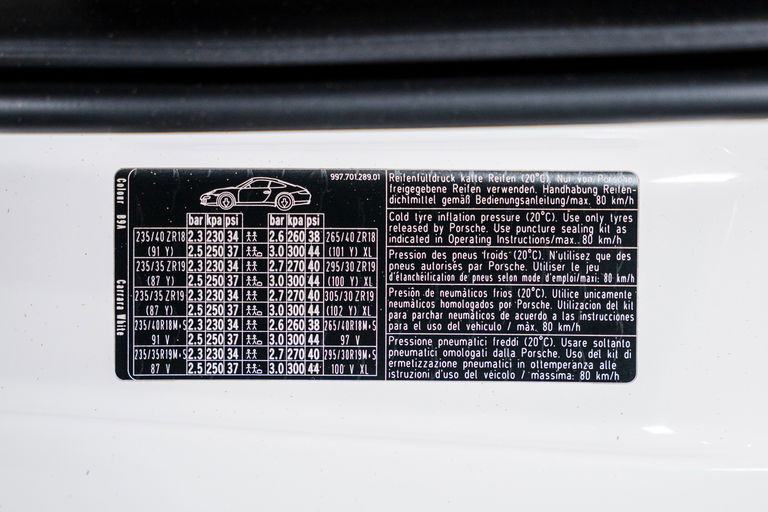 997.701.289.01
Colour B9A Carrara White
bar kpa psi bar kpa psi
235/40 ZR18 2.3 230 34 2.6 260 38 265/40 ZR18
(91 Y) 2.5 250 37 3.0 300 44 (101 Y) XL
235/35 ZR19 2.3 230 34 2.7 270 40 295/30 ZR19
(87 Y) 2.5 250 37 3.0 300 44 (100 Y) XL
235/35 ZR19 2.3 230 34 2.7 270 40 305/30 ZR19
(87 Y) 2.5 250 37 3.0 300 44 (102 Y) XL
235/40R18M+S 2.3 230 34 2.6 260 38 265/40R18M+S
91 V 2.5 250 37 3.0 300 44 97 V
235/35R19M+S 2.3 230 34 2.7 270 40 295/30R19M+S
87 V 2.5 250 37 3.0 300 44 100 V XL
Reifenfülldruck kalte Reifen (20°C). Nur von Porsche
freigegebene Reifen verwenden. Handhabung Reifen-
dichtmittel gemäß Bedienungsanleitung/max. 80 km/h
Cold tyre inflation pressure (20°C). Use only tyres
released by Porsche. Use puncture sealing kit as
indicated in Operating Instructions/max. 80 km/h
Pression des pneus froids (20°C). N'utilisez que des
pneus autorisés par Porsche. Utiliser le jeu
d'étanchéification de pneus selon mode d'emploi/maxi: 80 km/h
Presión de neumàticos frios (20°C). Utilice unicamente
neumàticos homologados por Porsche. Utilizacion del kit
para parchar neumàticos de acuerdo a las instrucciones
para el uso del vehiculo / màx. 80 km/h
Pressione pneumatici freddi (20°C). Usare soltanto
pneumatici omologati dalla Porsche. Uso del kit di
ermetizzazione pneumatici in ottemperanza alle
istruzioni d'uso del veicolo / massima: 80 km/h